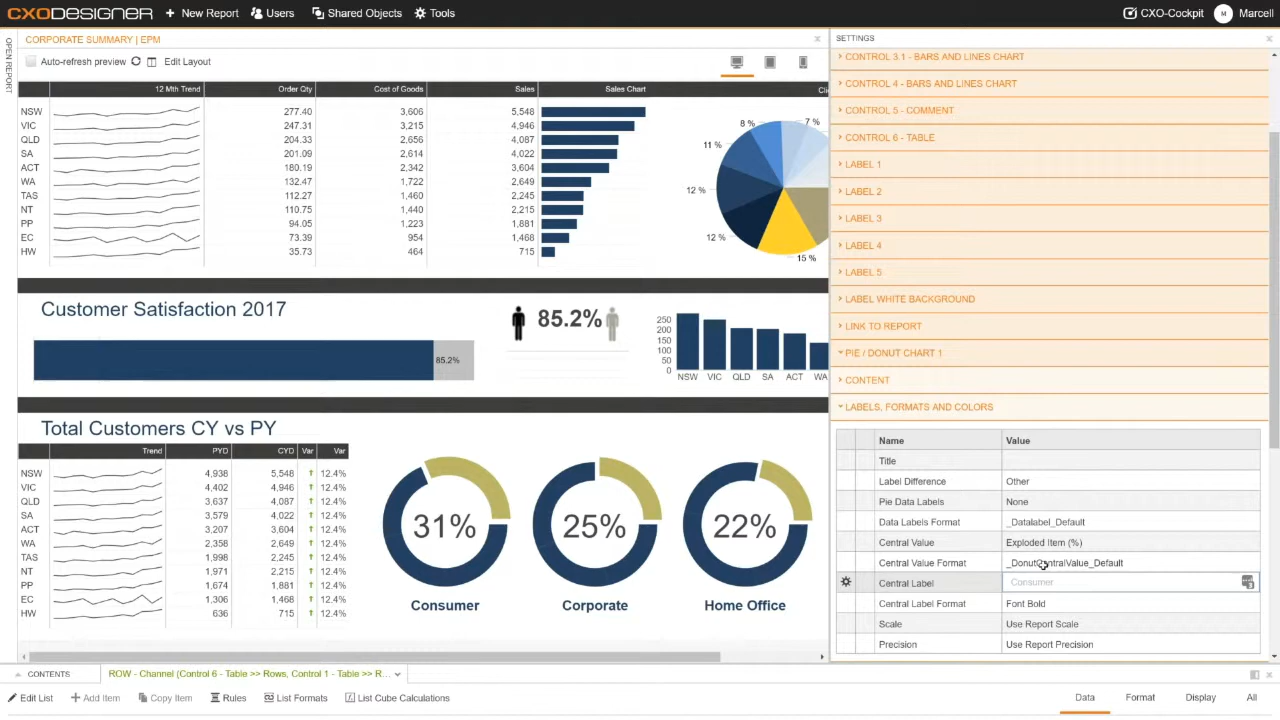 CXODESIGNER + New Report Users Shared Objects Tools CXO-Cockpit M Marcell
OPEN REPORT
CORPORATE SUMMARY | EPM
Auto-refresh preview Edit Layout
12 Mth Trend Order Qty Cost of Goods Sales Sales Chart
NSW 277.40 3,606 5,548
VIC 247.31 3,215 4,946
QLD 204.33 2,656 4,087
SA 201.09 2,614 4,022
ACT 180.19 2,342 3,604
WA 132.47 1,722 2,649
TAS 112.27 1,460 2,245
NT 110.75 1,440 2,215
PP 94.05 1,223 1,881
EC 73.39 954 1,468
HW 35.73 464 715
8 % 7 %
11 %
12 %
12 %
15 %
Customer Satisfaction 2017
85.2%
85.2%
250
200
150
100
50
0
NSW VIC QLD SA ACT WA
Total Customers CY vs PY
Trend PYD CYD Var Var
NSW 4,938 5,548 12.4%
VIC 4,402 4,946 12.4%
QLD 3,637 4,087 12.4%
SA 3,579 4,022 12.4%
ACT 3,207 3,604 12.4%
WA 2,358 2,649 12.4%
TAS 1,998 2,245 12.4%
NT 1,971 2,215 12.4%
PP 1,674 1,881 12.4%
EC 1,306 1,468 12.4%
HW 636 715 12.4%
31% 25% 22%
Consumer Corporate Home Office
SETTINGS
CONTROL 3.1 - BARS AND LINES CHART
CONTROL 4 - BARS AND LINES CHART
CONTROL 5 - COMMENT
CONTROL 6 - TABLE
LABEL 1
LABEL 2
LABEL 3
LABEL 4
LABEL 5
LABEL WHITE BACKGROUND
LINK TO REPORT
PIE / DONUT CHART 1
CONTENT
LABELS, FORMATS AND COLORS
Name Value
Title
Label Difference Other
Pie Data Labels None
Data Labels Format _Datalabel_Default
Central Value Exploded Item (%)
Central Value Format _DonutCentralValue_Default
Central Label Consumer
Central Label Format Font Bold
Scale Use Report Scale
Precision Use Report Precision
CONTENTS ROW - Channel (Control 6 - Table >> Rows, Control 1 - Table >> R...
Edit List Add Item Copy Item Rules List Formats List Cube Calculations Data Format Display All